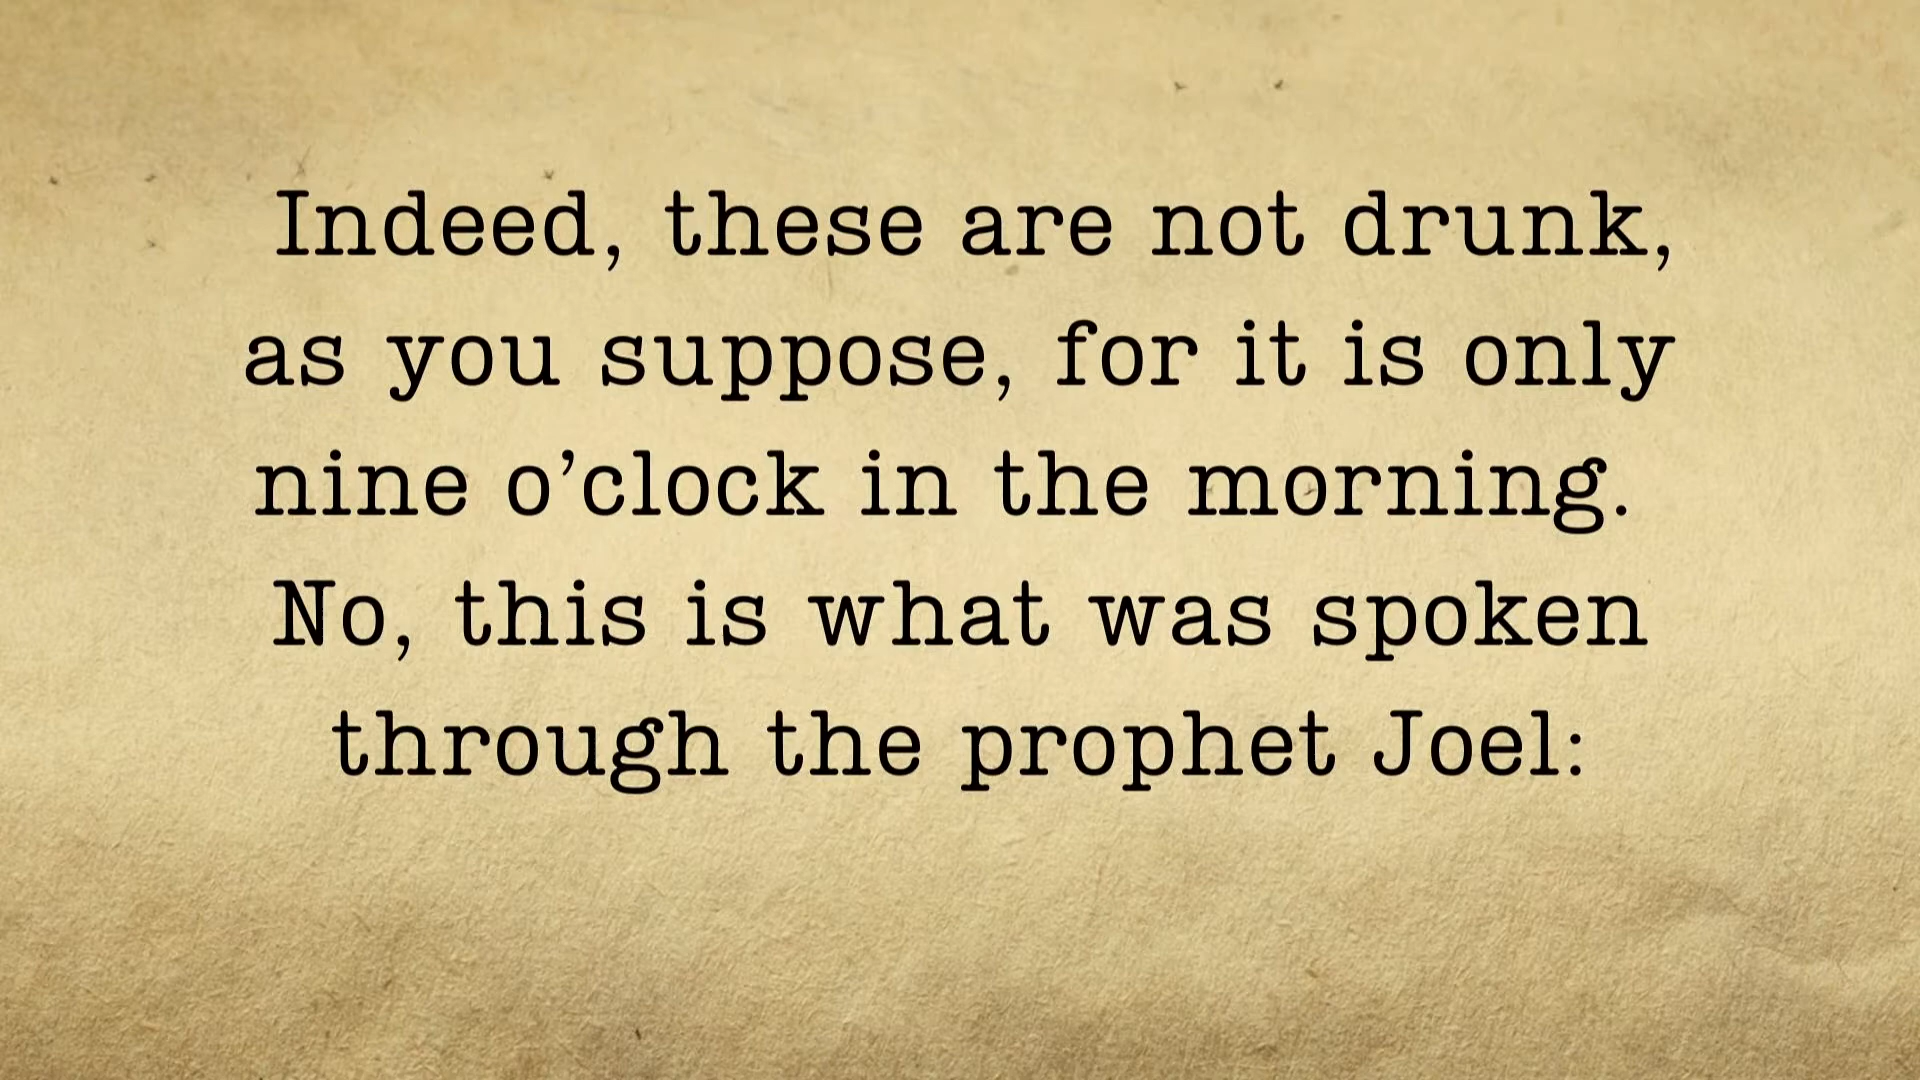 Indeed, these are not drunk,
as you suppose, for it is only
nine o’clock in the morning.
No, this is what was spoken
through the prophet Joel: